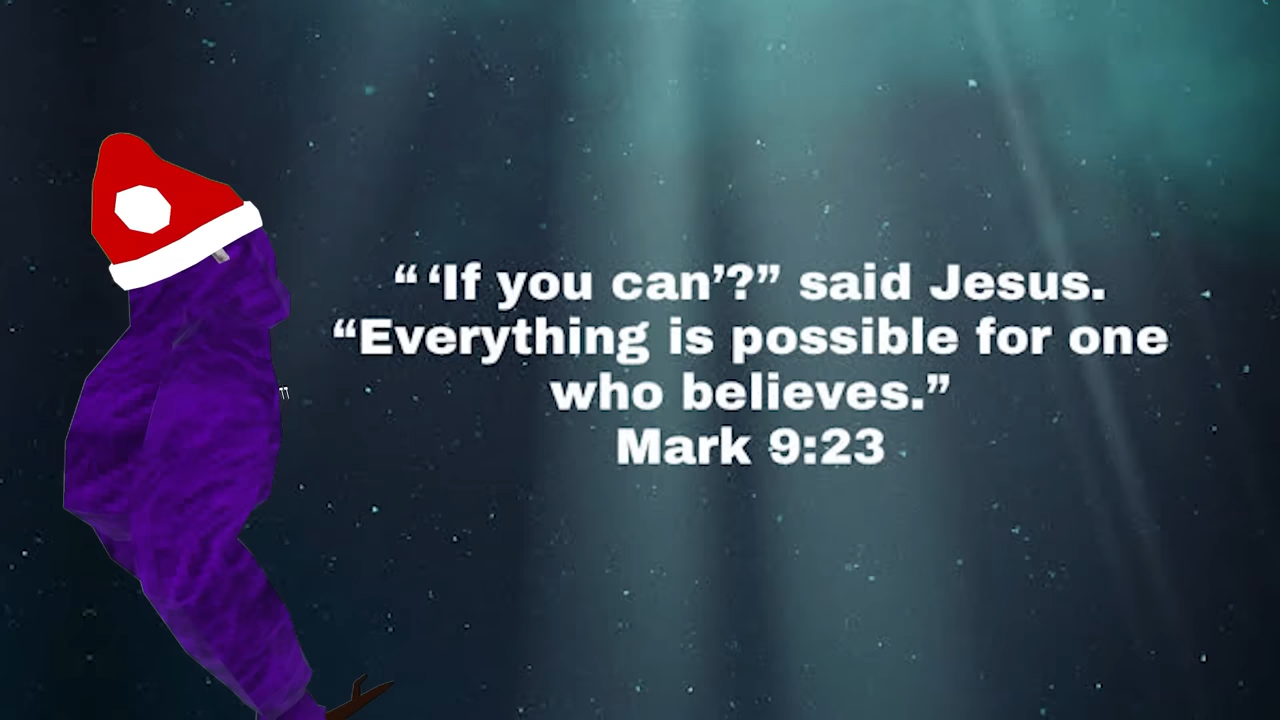 “ ‘If you can’?” said Jesus.
“Everything is possible for one
who believes.”
Mark 9:23